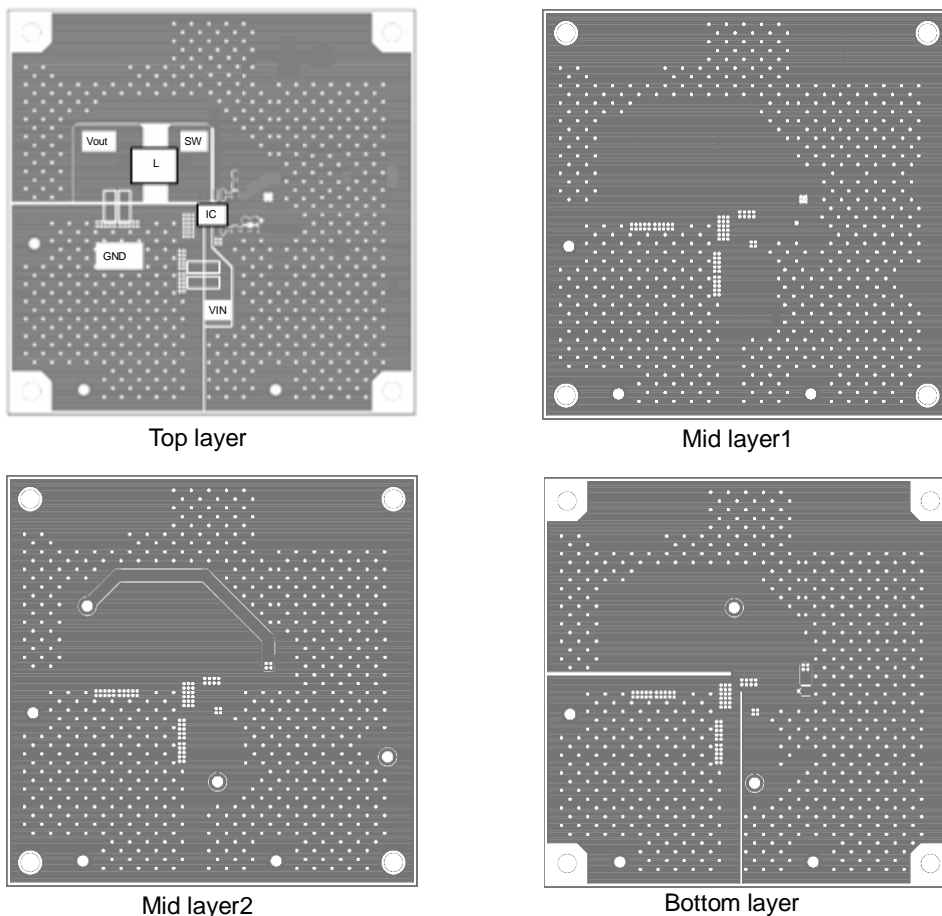 Vout
SW
L
IC
GND
VIN
Top layer
Mid layer1
Mid layer2
Bottom layer